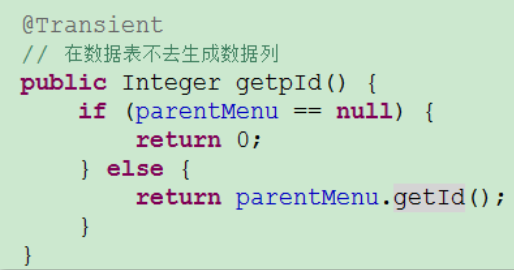 @Transient
// 在数据表不去生成数据列
public Integer getpId() {
    if (parentMenu == null) {
        return 0;
    } else {
        return parentMenu.getId();
    }
}